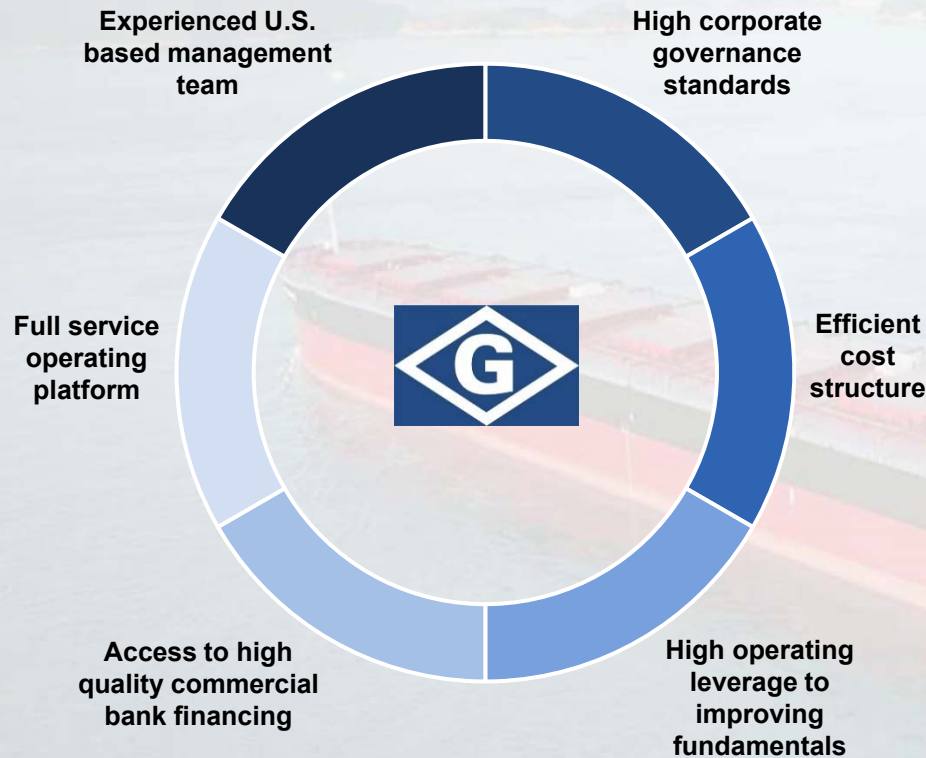 Experienced U.S.
based management
team
High corporate
governance
standards
Full service
operating
platform
G
Efficient
cost
structure
Access to high
quality commercial
bank financing
High operating
leverage to
improving
fundamentals